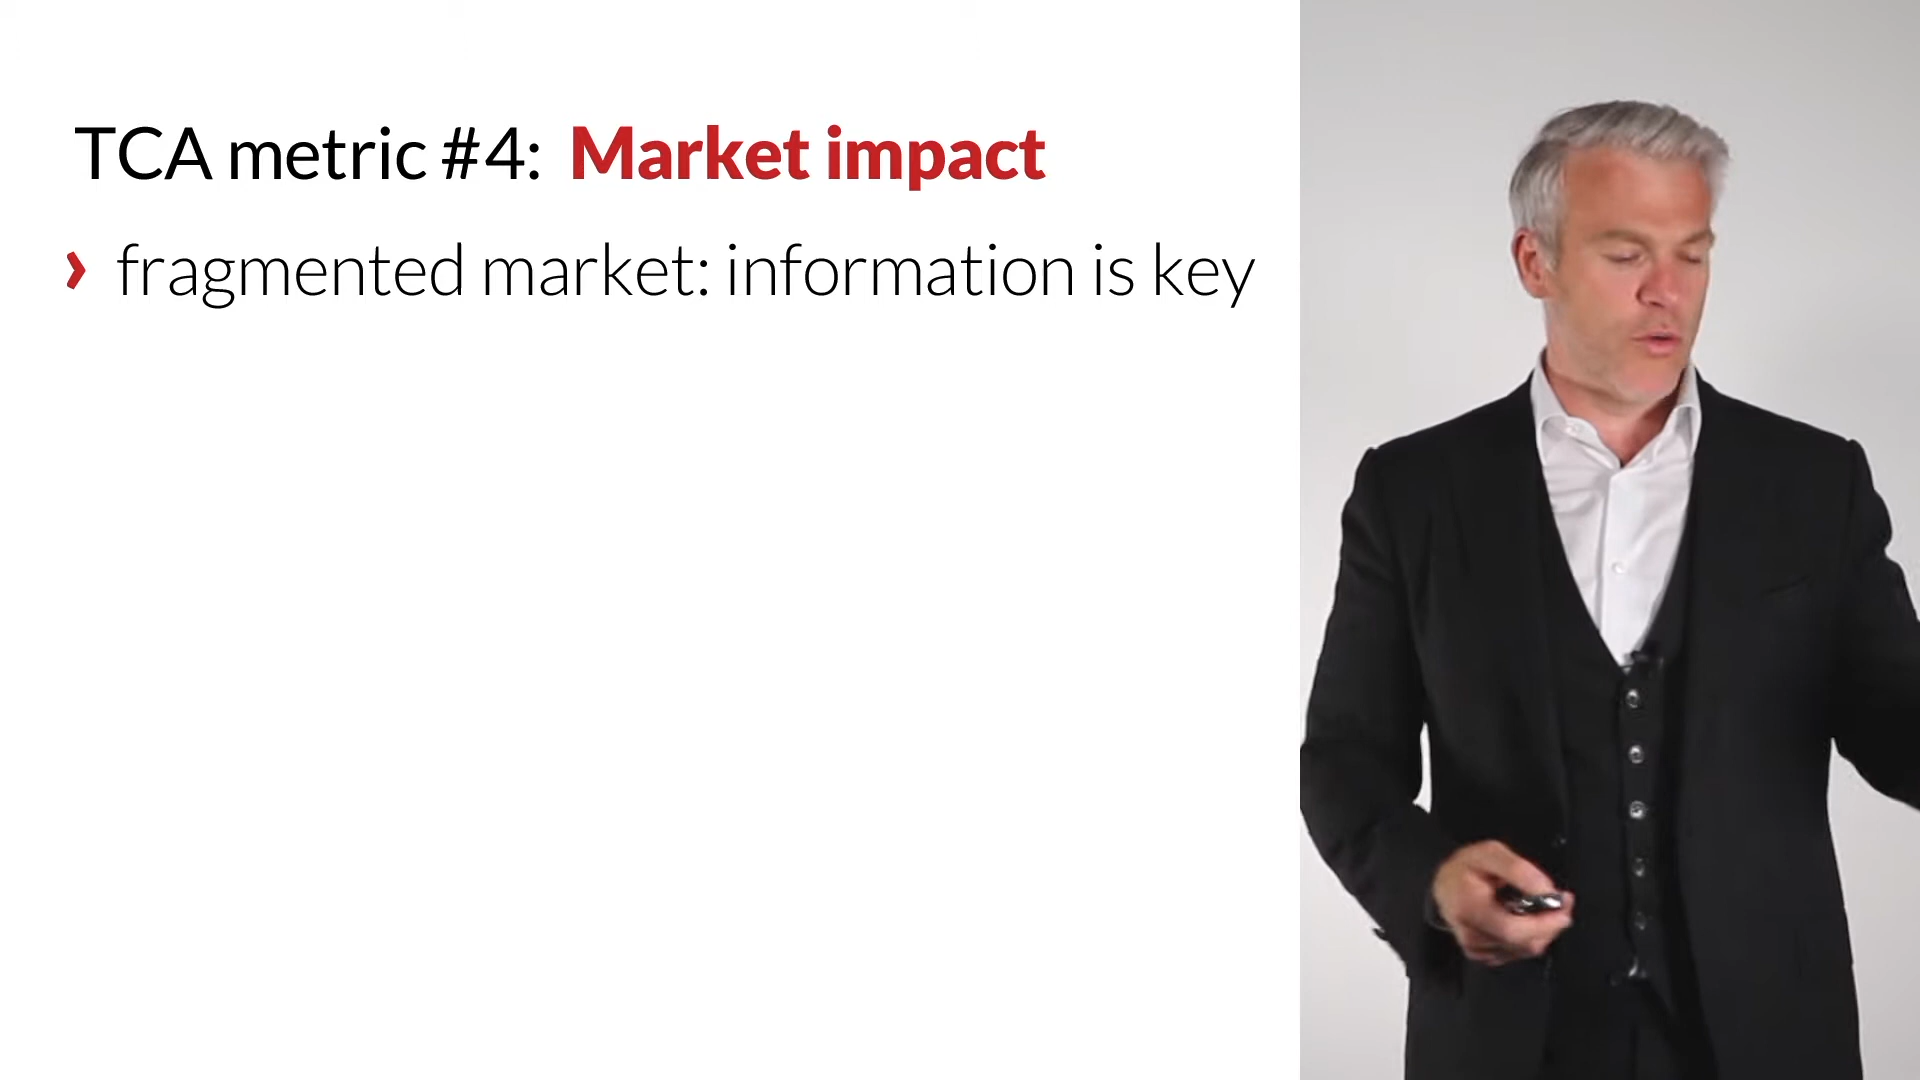 TCA metric #4: Market impact
› fragmented market: information is key